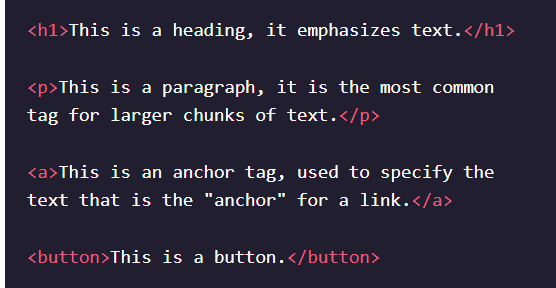 <h1>This is a heading, it emphasizes text.</h1>
<p>This is a paragraph, it is the most common
tag for larger chunks of text.</p>
<a>This is an anchor tag, used to specify the
text that is the "anchor" for a link.</a>
<button>This is a button.</button>